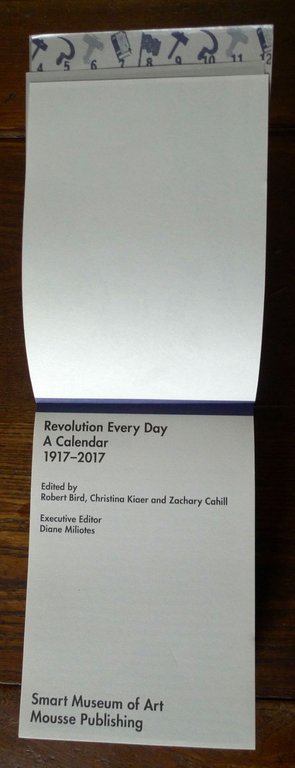 4 5 6 7 8 9 10 11 12
Revolution Every Day
A Calendar
1917–2017
Edited by
Robert Bird, Christina Kiaer and Zachary Cahill
Executive Editor
Diane Miliotes
Smart Museum of Art
Mousse Publishing